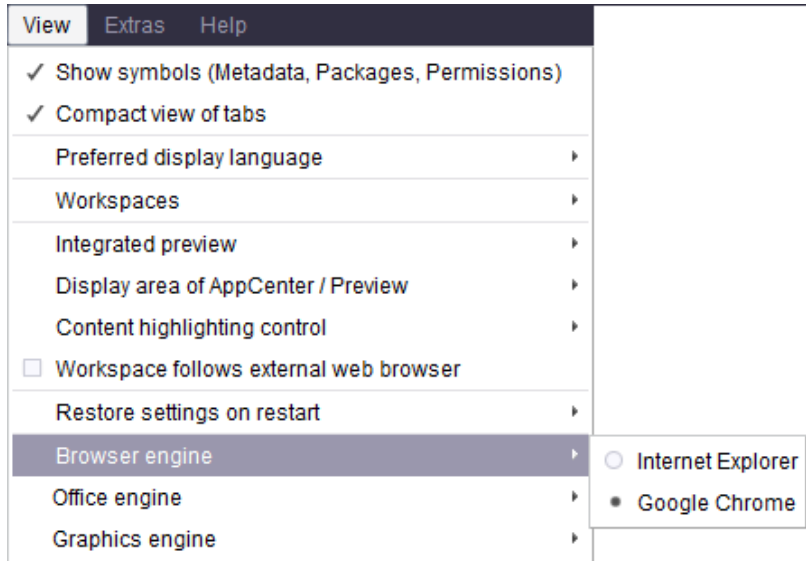 View Extras Help
Show symbols (Metadata, Packages, Permissions)
Compact view of tabs
Preferred display language
Workspaces
Integrated preview
Display area of AppCenter / Preview
Content highlighting control
Workspace follows external web browser
Restore settings on restart
Browser engine
Internet Explorer
Google Chrome
Office engine
Graphics engine